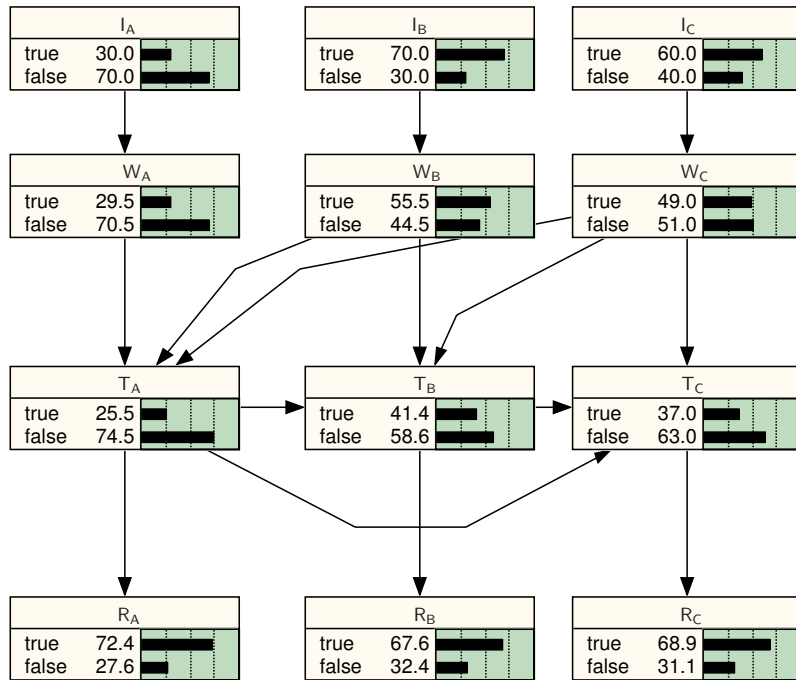 I_A
true 30.0
false 70.0
I_B
true 70.0
false 30.0
I_C
true 60.0
false 40.0
W_A
true 29.5
false 70.5
W_B
true 55.5
false 44.5
W_C
true 49.0
false 51.0
T_A
true 25.5
false 74.5
T_B
true 41.4
false 58.6
T_C
true 37.0
false 63.0
R_A
true 72.4
false 27.6
R_B
true 67.6
false 32.4
R_C
true 68.9
false 31.1